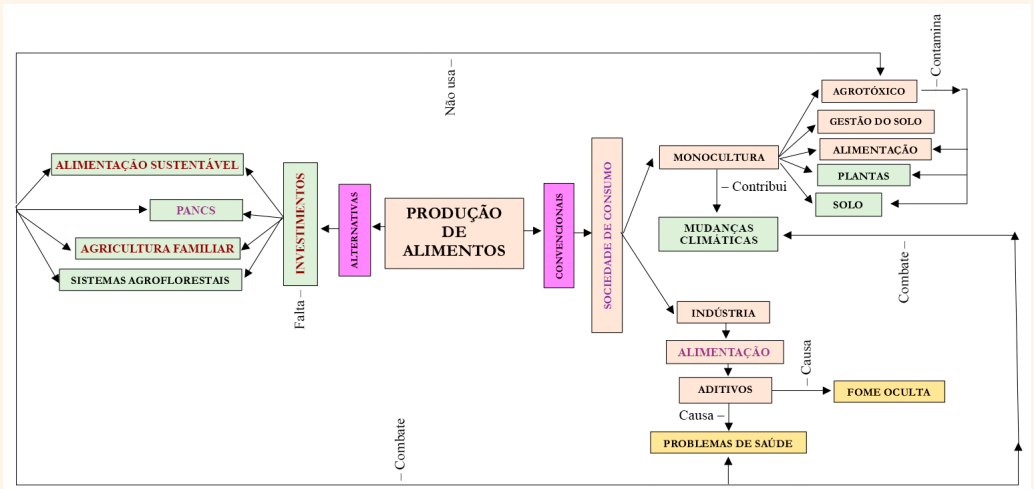 Não usa –
– Contamina
AGROTÓXICO
GESTÃO DO SOLO
ALIMENTAÇÃO
PLANTAS
SOLO
MONOCULTURA
– Contribui
MUDANÇAS
CLIMÁTICAS
SOCIEDADE DE CONSUMO
CONVENCIONAIS
PRODUÇÃO
DE
ALIMENTOS
ALTERNATIVAS
INVESTIMENTOS
Falta –
ALIMENTAÇÃO SUSTENTÁVEL
PANCS
AGRICULTURA FAMILIAR
SISTEMAS AGROFLORESTAIS
INDÚSTRIA
ALIMENTAÇÃO
ADITIVOS
– Causa
FOME OCULTA
Causa –
PROBLEMAS DE SAÚDE
– Combate
Combate –